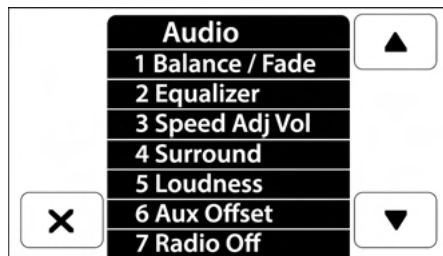 Audio
1 Balance / Fade
2 Equalizer
3 Speed Adj Vol
4 Surround
5 Loudness
6 Aux Offset
7 Radio Off